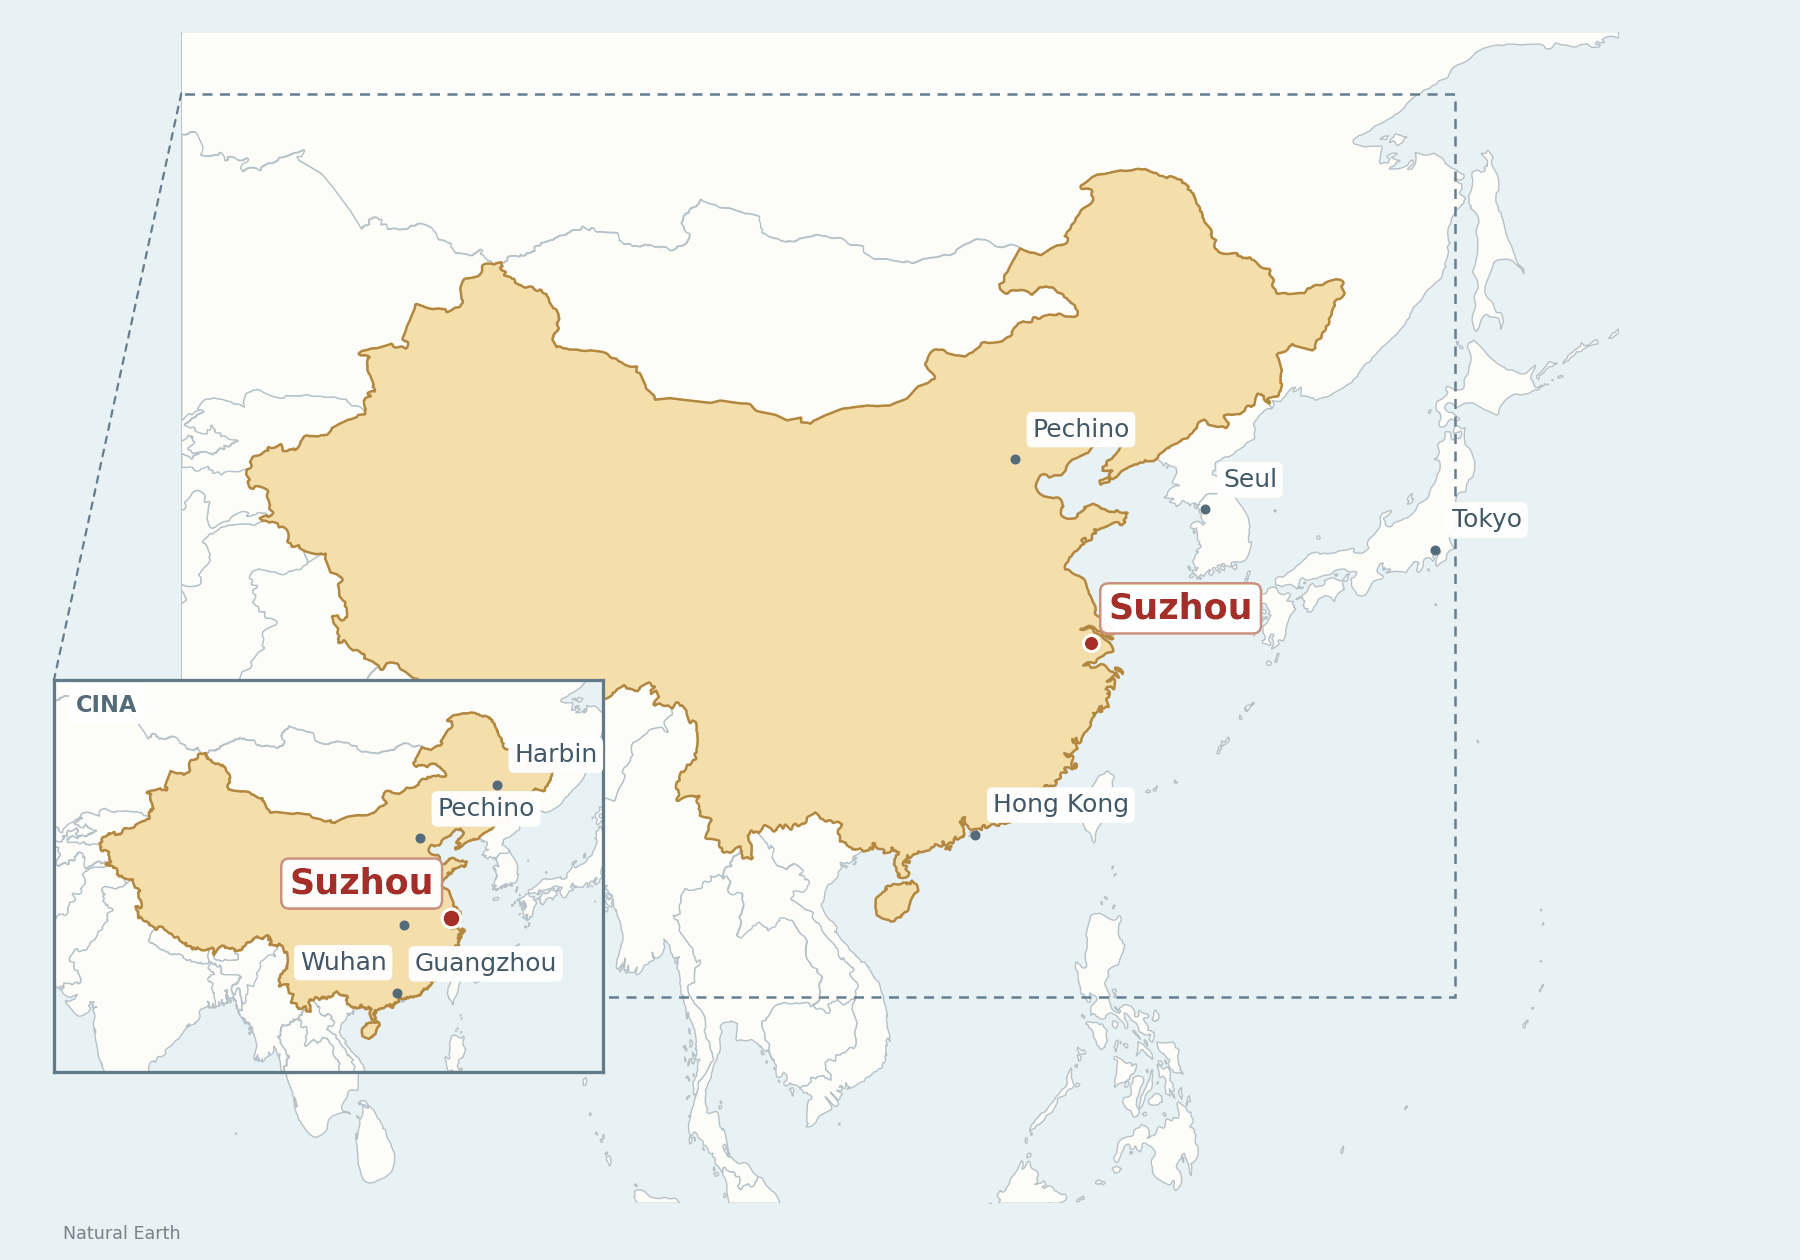 Pechino
Seul
Tokyo
Suzhou
Hong Kong
CINA
Harbin
Pechino
Suzhou
Wuhan
Guangzhou
Natural Earth